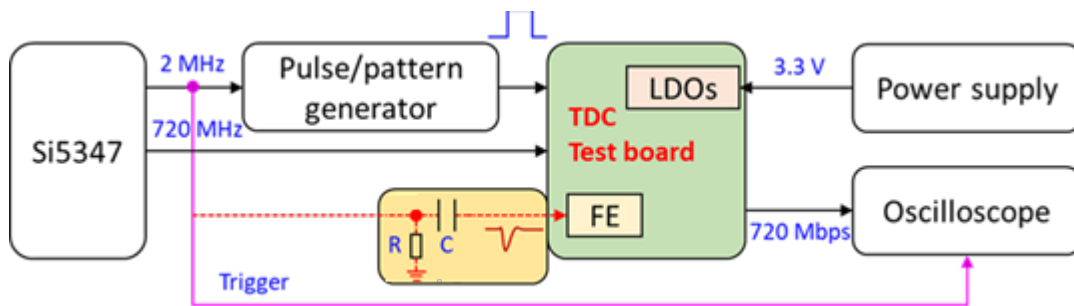 2 MHz
Pulse/pattern
generator
720 MHz
Si5347
LDOs
TDC
Test board
3.3 V
Power supply
R
C
FE
720 Mbps
Oscilloscope
Trigger